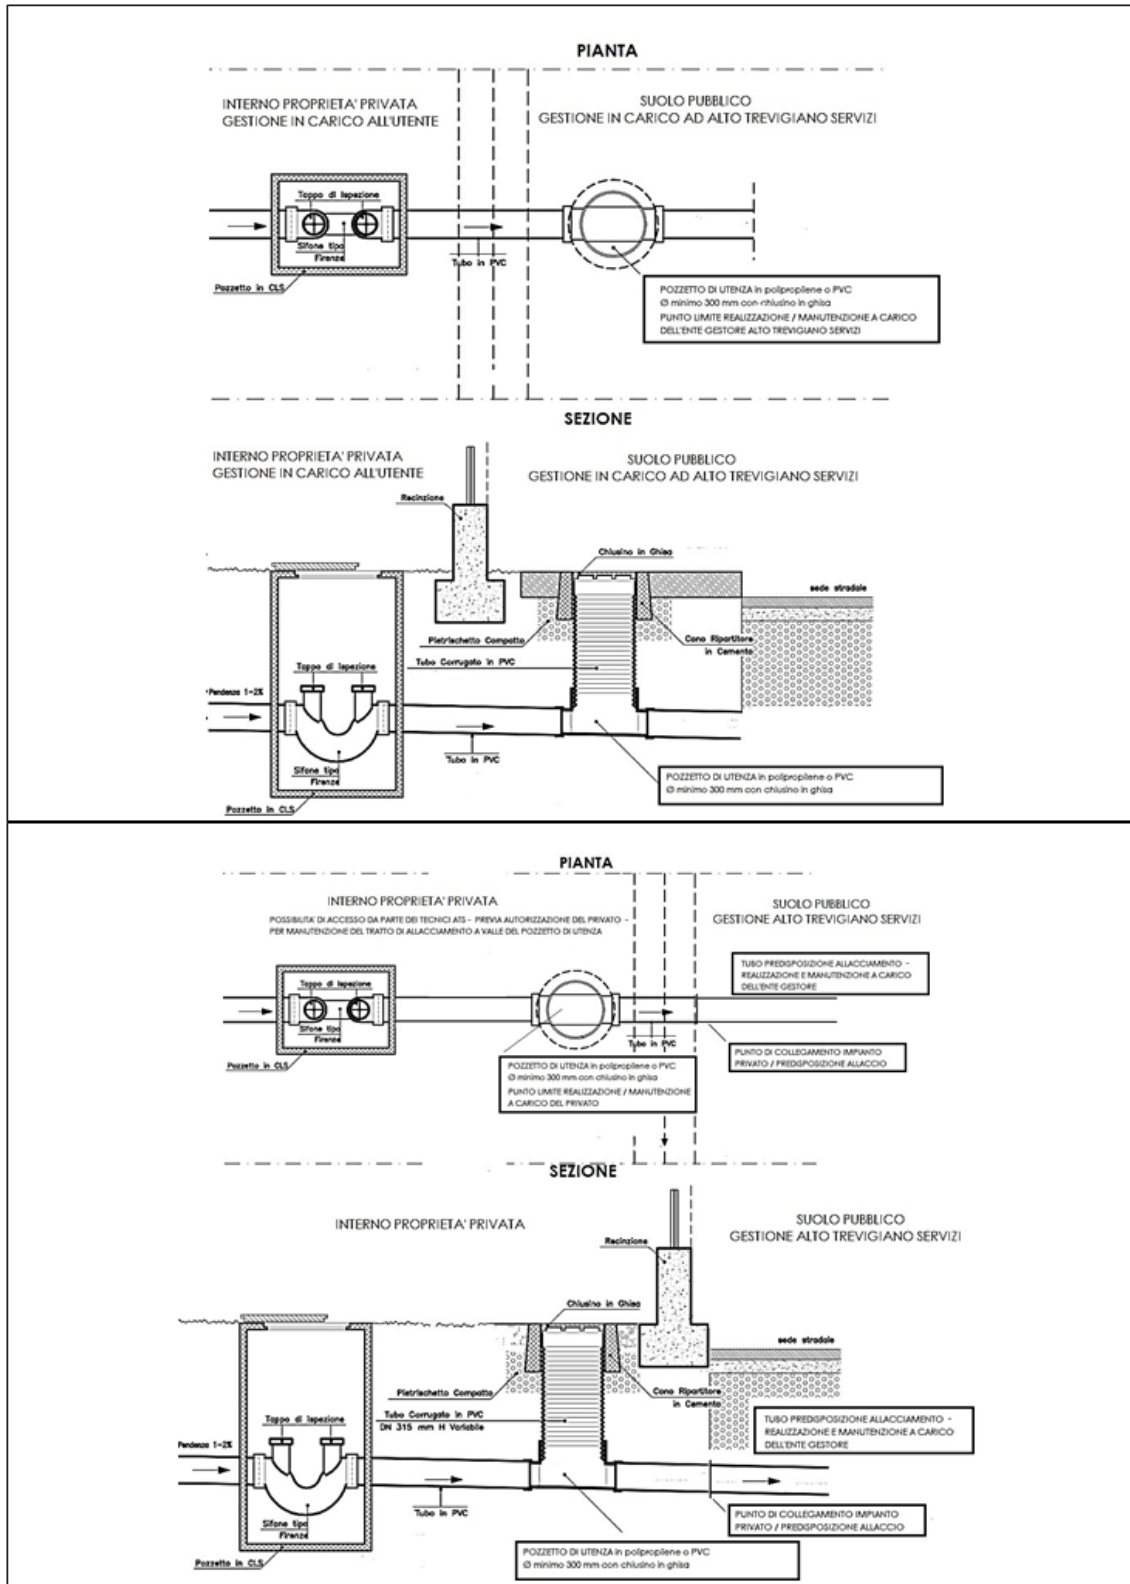 PIANTA
INTERNO PROPRIETA' PRIVATA
GESTIONE IN CARICO ALL'UTENTE
SUOLO PUBBLICO
GESTIONE IN CARICO AD ALTO TREVIGIANO SERVIZI
Tappo di Ispezione
Sifone tipo
Firenze
Tubo in PVC
Pozzetto in CLS
POZZETTO DI UTENZA in polipropilene o PVC
Ø minimo 300 mm con chiusino in ghisa
PUNTO LIMITE REALIZZAZIONE / MANUTENZIONE A CARICO
DELL'ENTE GESTORE ALTO TREVIGIANO SERVIZI
SEZIONE
INTERNO PROPRIETA' PRIVATA
GESTIONE IN CARICO ALL'UTENTE
SUOLO PUBBLICO
GESTIONE IN CARICO AD ALTO TREVIGIANO SERVIZI
Recinzione
Chiusino in Ghisa
sede stradale
Pietrischetto Compatto
Cono Ripartitore
in Cemento
Tubo Corrugato in PVC
Tappo di Ispezione
Pendenza 1-2%
Tubo in PVC
Sifone tipo
Firenze
Pozzetto in CLS
POZZETTO DI UTENZA in polipropilene o PVC
Ø minimo 300 mm con chiusino in ghisa
PIANTA
INTERNO PROPRIETA' PRIVATA
POSSIBILITA' DI ACCESSO DA PARTE DEI TECNICI ATS - PREVIA AUTORIZZAZIONE DEL PRIVATO -
PER MANUTENZIONE DEL TRATTO DI ALLACCIAMENTO A VALLE DEL POZZETTO DI UTENZA
SUOLO PUBBLICO
GESTIONE ALTO TREVIGIANO SERVIZI
TUBO PREDISPOSIZIONE ALLACCIAMENTO -
REALIZZAZIONE E MANUTENZIONE A CARICO
DELL'ENTE GESTORE
Tappo di Ispezione
Sifone tipo
Firenze
Pozzetto in CLS
Tubo in PVC
PUNTO DI COLLEGAMENTO IMPIANTO
PRIVATO / PREDISPOSIZIONE ALLACCIO
POZZETTO DI UTENZA in polipropilene o PVC
Ø minimo 300 mm con chiusino in ghisa
PUNTO LIMITE REALIZZAZIONE / MANUTENZIONE
A CARICO DEL PRIVATO
SEZIONE
INTERNO PROPRIETA' PRIVATA
SUOLO PUBBLICO
GESTIONE ALTO TREVIGIANO SERVIZI
Recinzione
Chiusino in Ghisa
sede stradale
Pietrischetto Compatto
Cono Ripartitore
in Cemento
Tubo Corrugato in PVC
DN 315 mm H Variabile
TUBO PREDISPOSIZIONE ALLACCIAMENTO -
REALIZZAZIONE E MANUTENZIONE A CARICO
DELL'ENTE GESTORE
Tappo di Ispezione
Pendenza 1-2%
Tubo in PVC
Sifone tipo
Firenze
Pozzetto in CLS
PUNTO DI COLLEGAMENTO IMPIANTO
PRIVATO / PREDISPOSIZIONE ALLACCIO
POZZETTO DI UTENZA in polipropilene o PVC
Ø minimo 300 mm con chiusino in ghisa